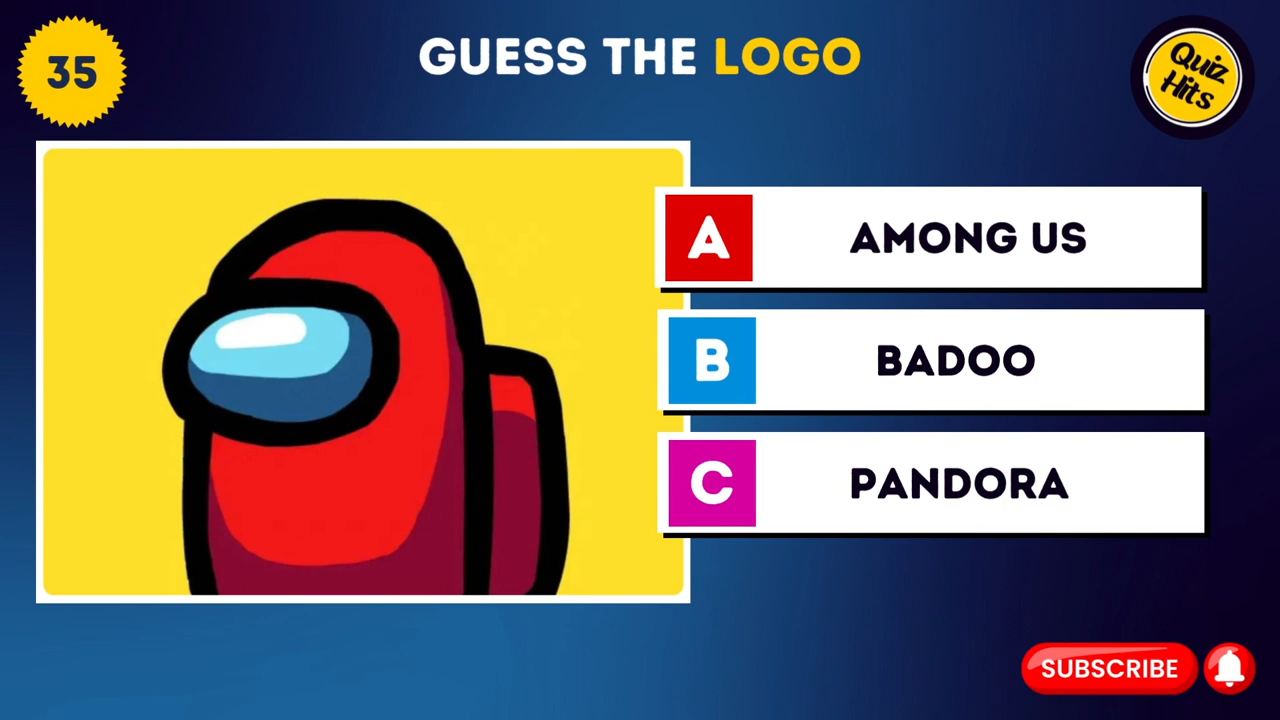 35
GUESS THE LOGO
Quiz
Hits
A
AMONG US
B
BADOO
C
PANDORA
SUBSCRIBE